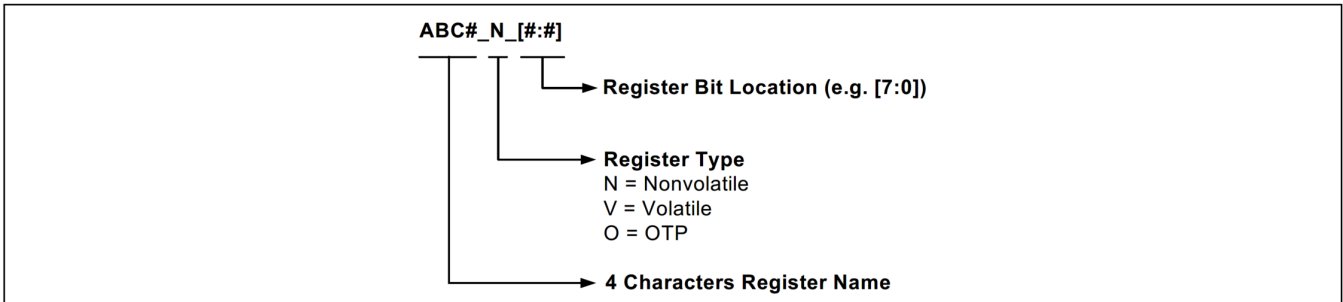 ABC#_N_[#:#]
Register Bit Location (e.g. [7:0])
Register Type
N = Nonvolatile
V = Volatile
O = OTP
4 Characters Register Name